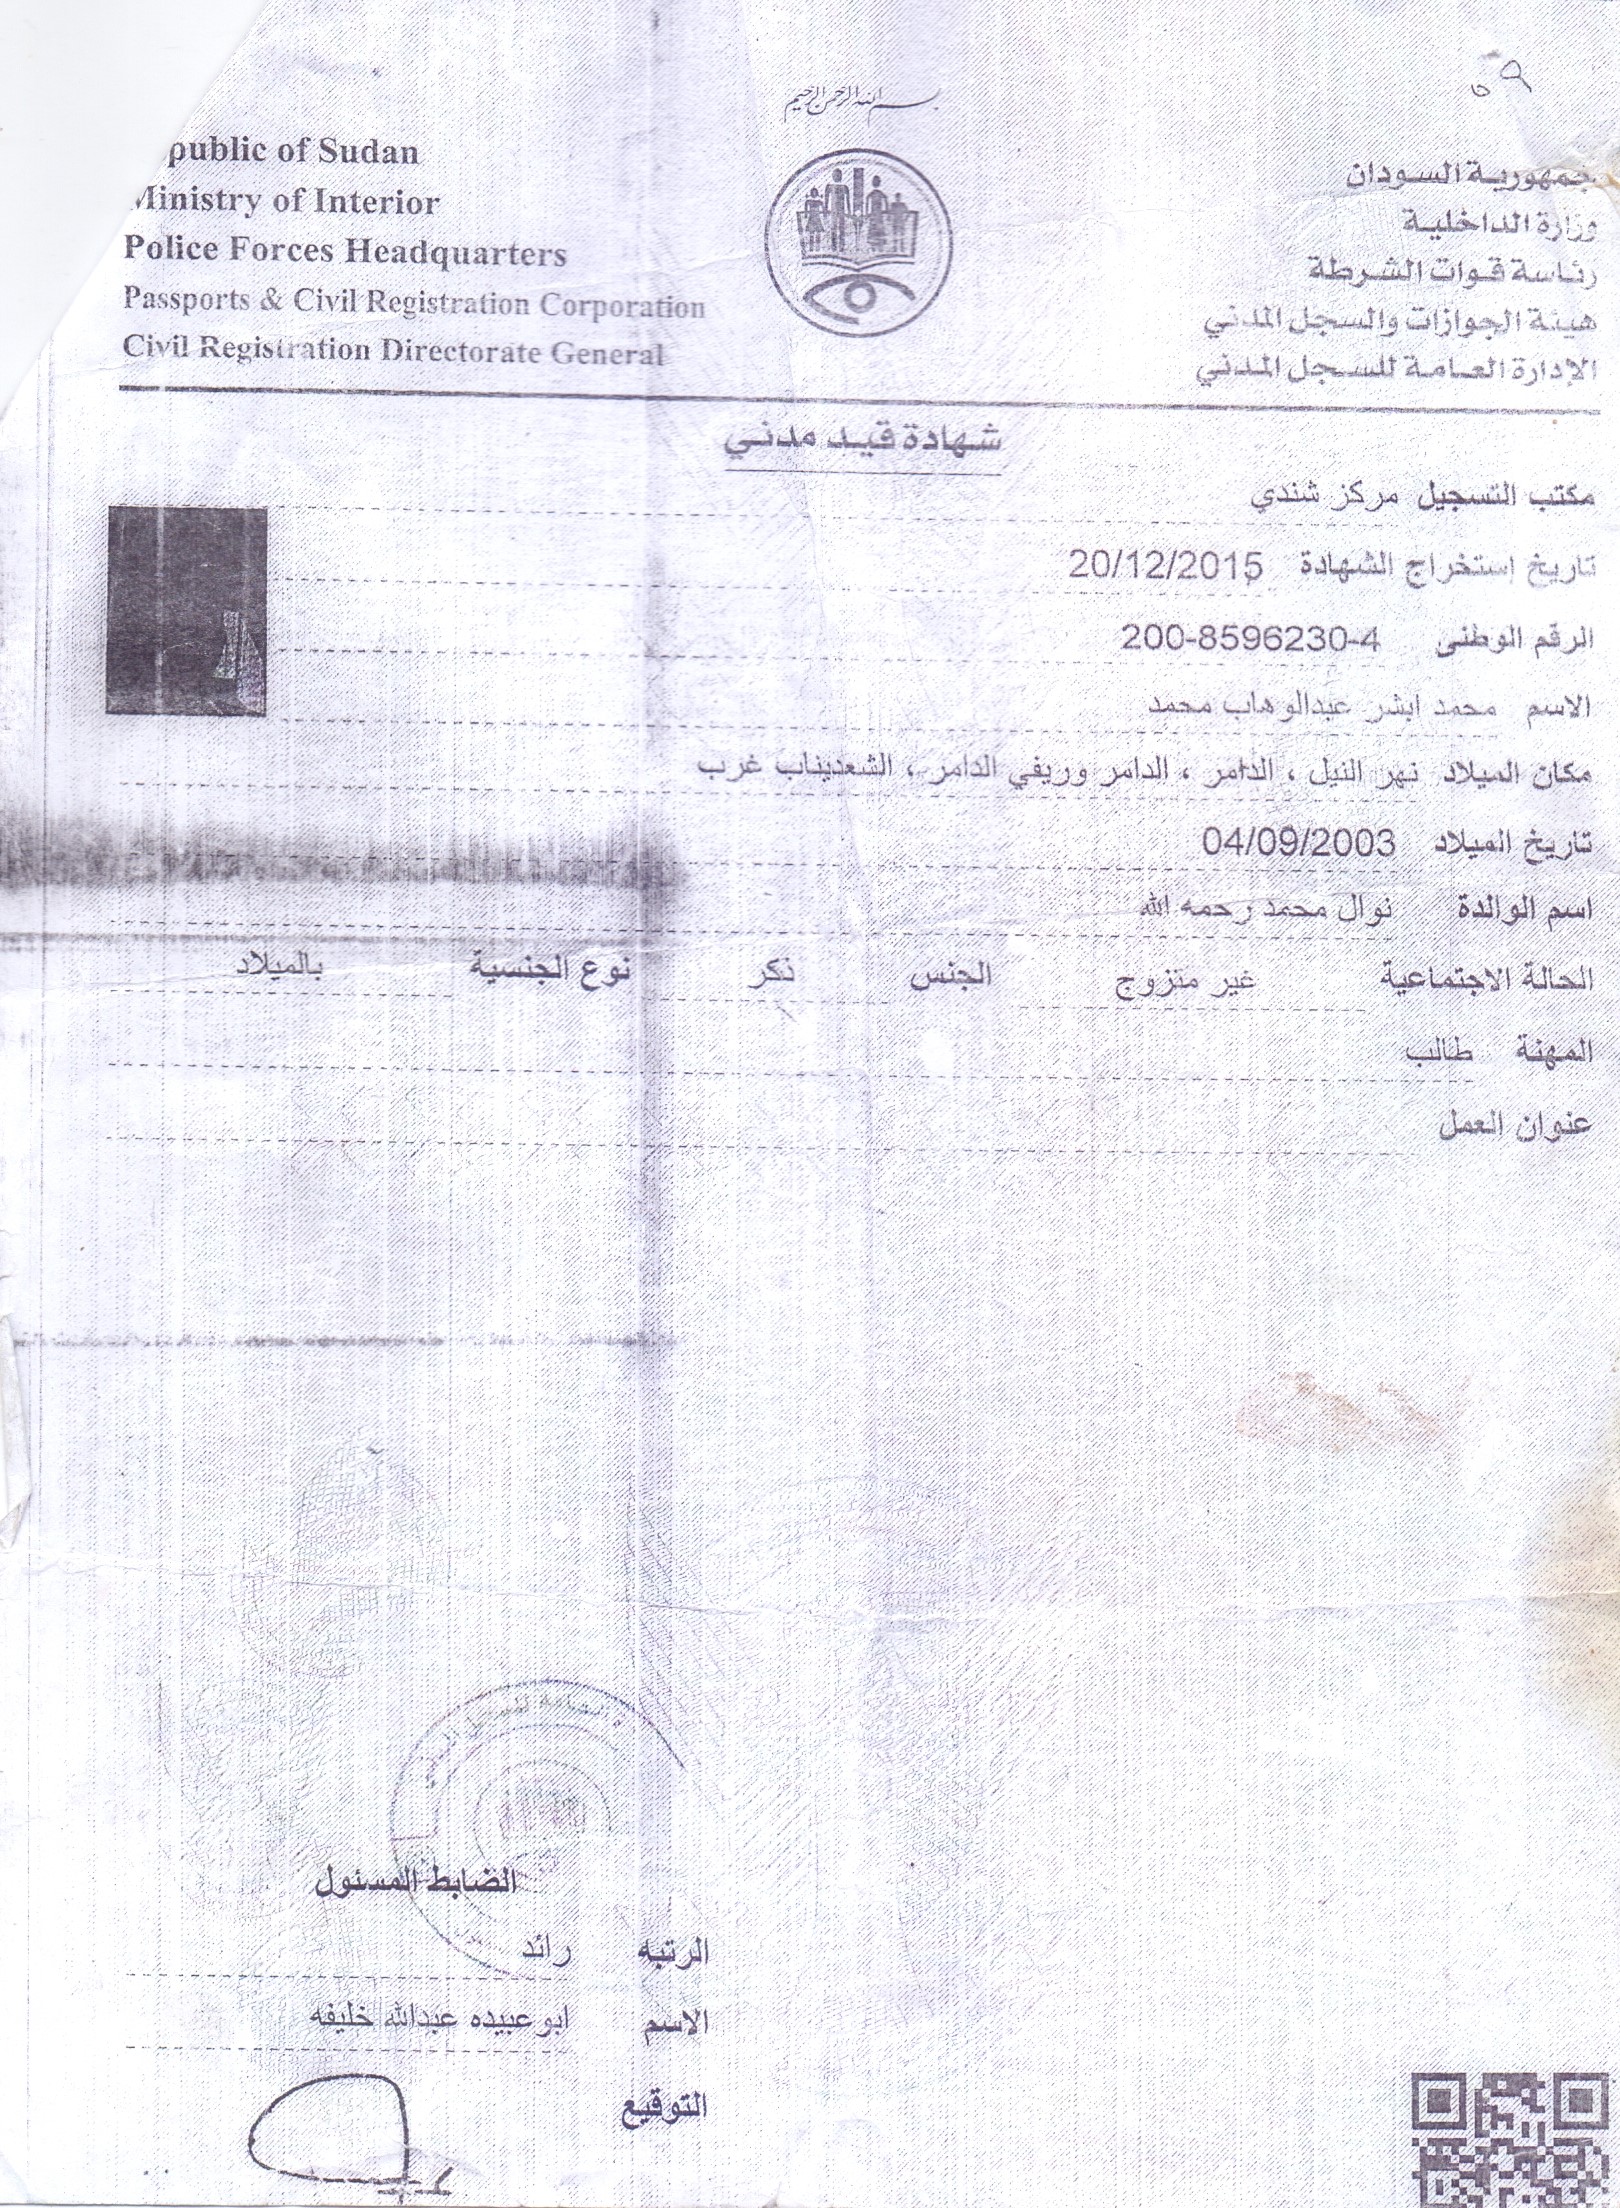 ٥٩
بسم الله الرحمن الرحيم
public of Sudan
Ministry of Interior
Police Forces Headquarters
Passports & Civil Registration Corporation
Civil Registration Directorate General
جمهورية السودان
وزارة الداخلية
رئاسة قوات الشرطة
هيئة الجوازات والسجل المدني
الإدارة العامة للسجل المدني
شهادة قيد مدني
مكتب التسجيل مركز شندي
تاريخ إستخراج الشهادة 20/12/2015
الرقم الوطنى 200-8596230-4
الاسم محمد ابشر عبدالوهاب محمد
مكان الميلاد نهر النيل ، الدامر ، الدامر وريفي الدامر ، الشعديناب غرب
تاريخ الميلاد 04/09/2003
اسم الوالدة نوال محمد رحمه الله
الحالة الاجتماعية غير متزوج الجنس ذكر نوع الجنسية بالميلاد
المهنة طالب
عنوان العمل
الضابط المسئول
الرتبه رائد
الاسم ابوعبيده عبدالله خليفه
التوقيع